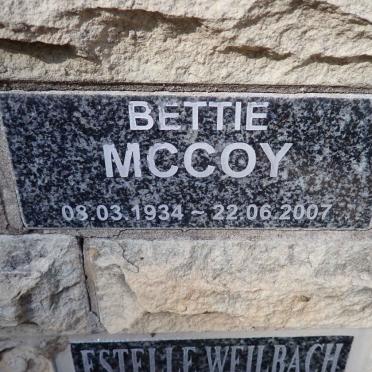 BETTIE
MCCOY
08.03.1934 ~ 22.06.2007
ESTELLE WEILBACH